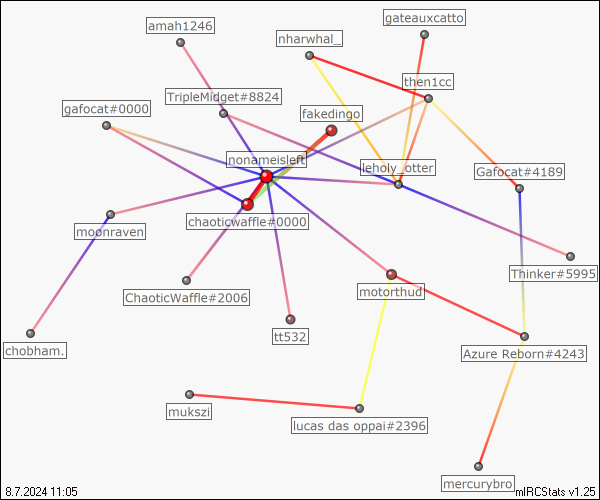 gateauxcatto
amah1246
nharwhal_
then1cc
TripleMidget#8824
gafocat#0000
fakedingo
nonameisleft
leholy_otter
Gafocat#4189
chaoticwaffle#0000
moonraven
Thinker#5995
ChaoticWaffle#2006
motorthud
tt532
chobham.
Azure Reborn#4243
mukszi
lucas das oppai#2396
mercurybro
8.7.2024 11:05
mIRCStats v1.25